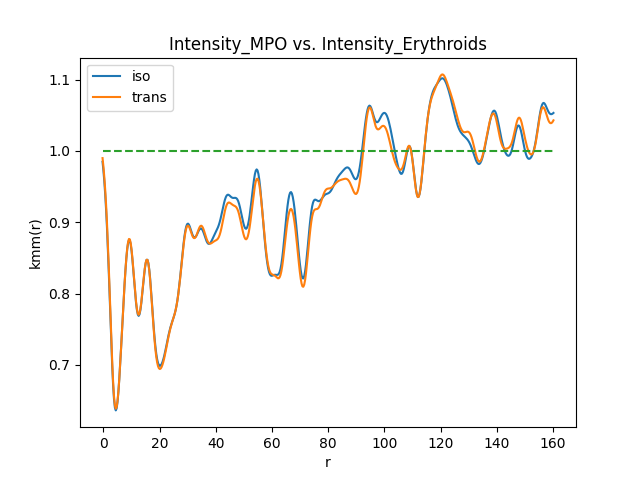 Intensity_MPO vs. Intensity_Erythroids
iso
trans
1.1
1.0
0.9
0.8
0.7
kmm(r)
0 20 40 60 80 100 120 140 160
r